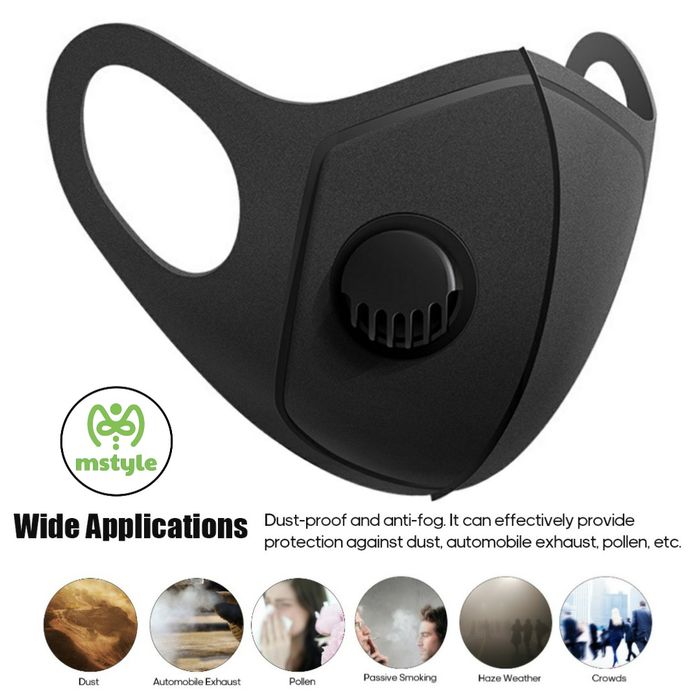 mstyle
Wide Applications
Dust-proof and anti-fog. It can effectively provide
protection against dust, automobile exhaust, pollen, etc.
Dust
Automobile Exhaust
Pollen
Passive Smoking
Haze Weather
Crowds